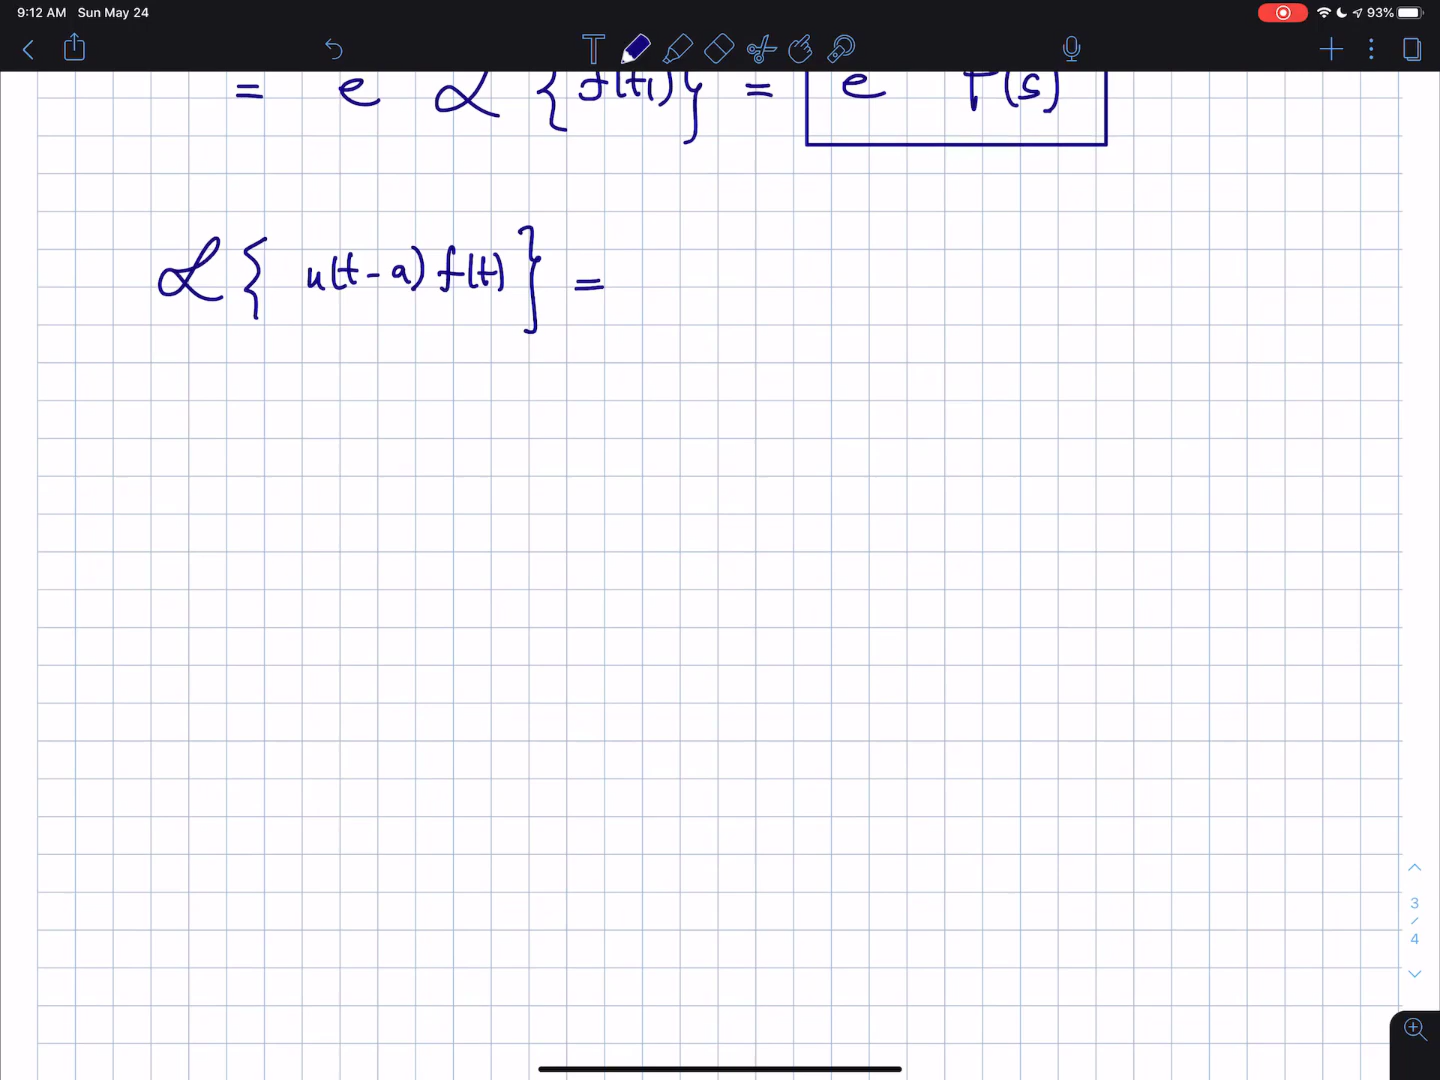 9:12 AM Sun May 24 93%
T
= e ℒ {f(t)} = e F(s)
ℒ { u(t-a) f(t) } =
3
/
4